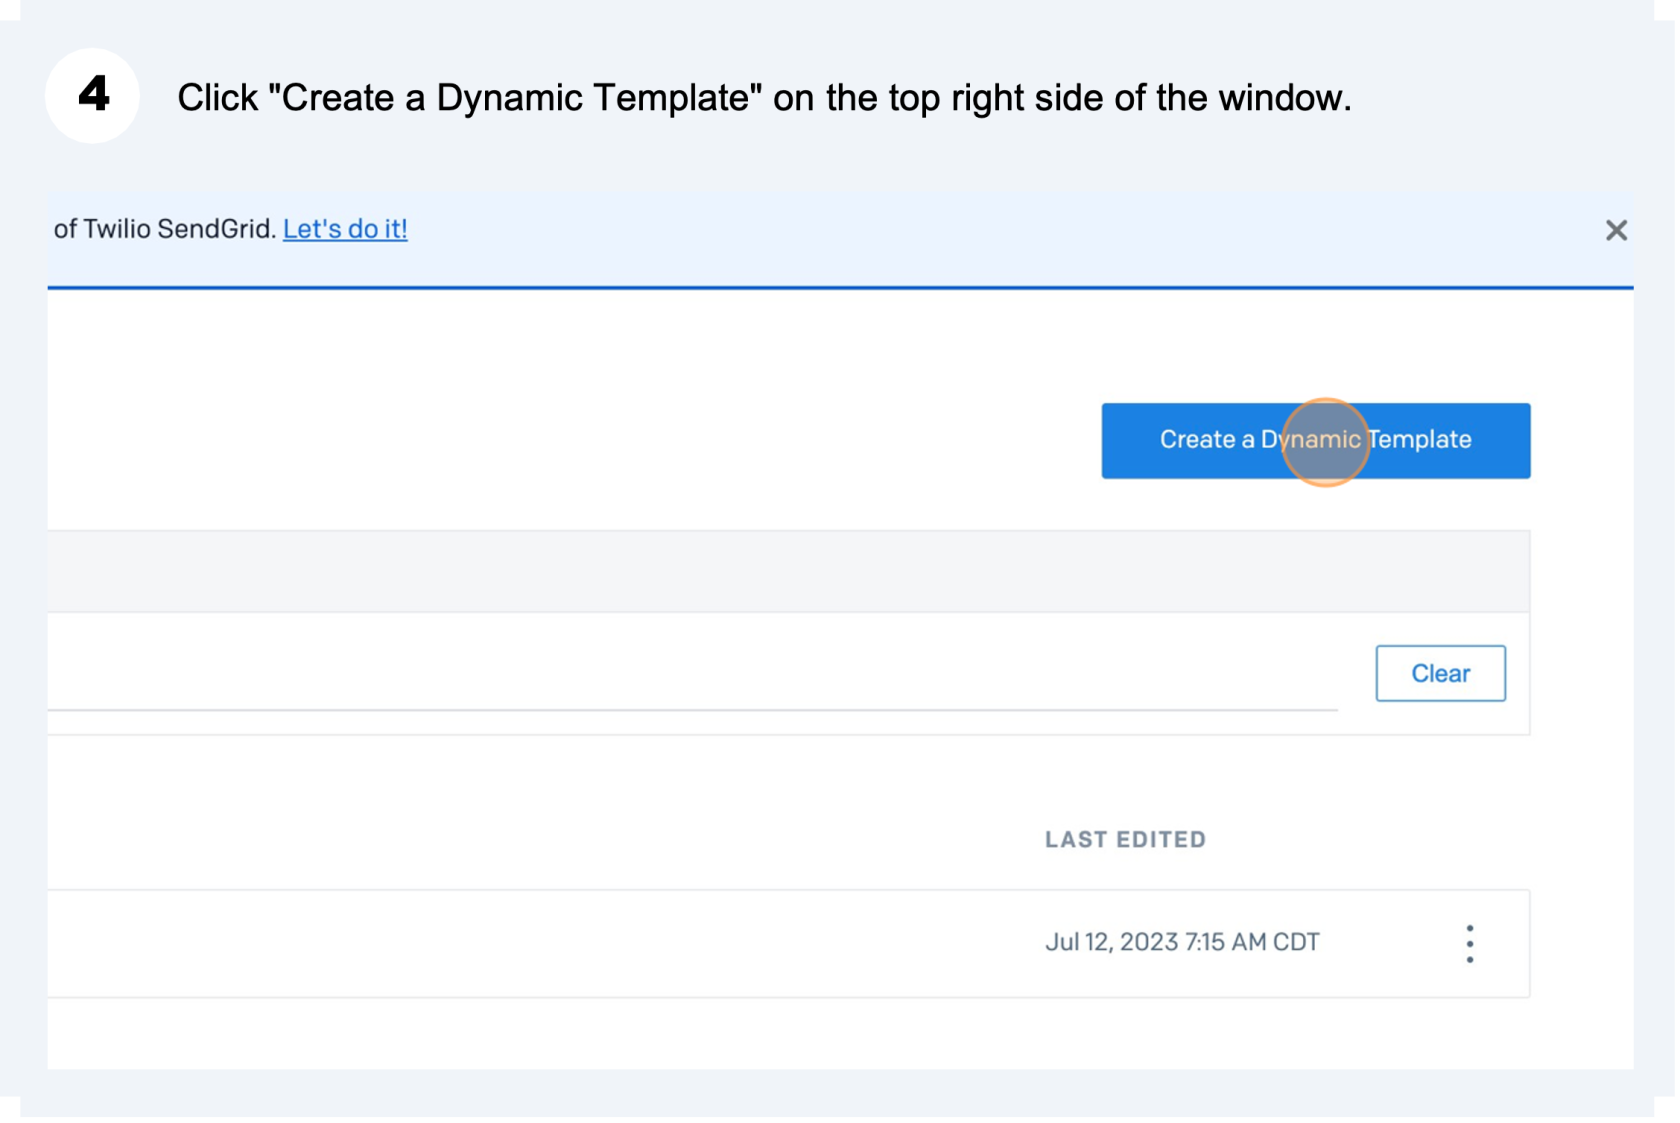 4
Click "Create a Dynamic Template" on the top right side of the window.
of Twilio SendGrid. Let's do it!
Create a Dynamic Template
Clear
LAST EDITED
Jul 12, 2023 7:15 AM CDT